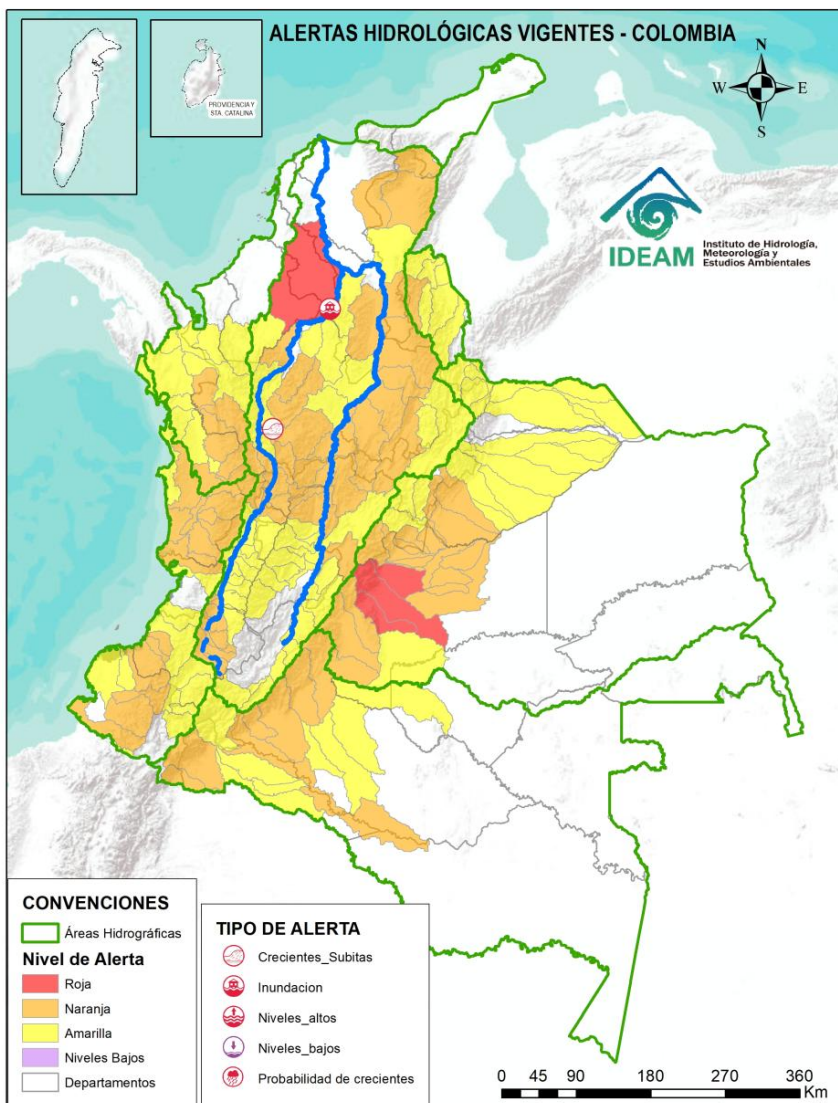 ALERTAS HIDROLÓGICAS VIGENTES - COLOMBIA
PROVIDENCIA Y
STA. CATALINA
N
W
E
S
IDEAM
Instituto de Hidrología,
Meteorología y
Estudios Ambientales
CONVENCIONES
Áreas Hidrográficas
Nivel de Alerta
Roja
Naranja
Amarilla
Niveles Bajos
Departamentos
TIPO DE ALERTA
Crecientes_Subitas
Inundacion
Niveles_altos
Niveles_bajos
Probabilidad de crecientes
0 45 90 180 270 360
Km